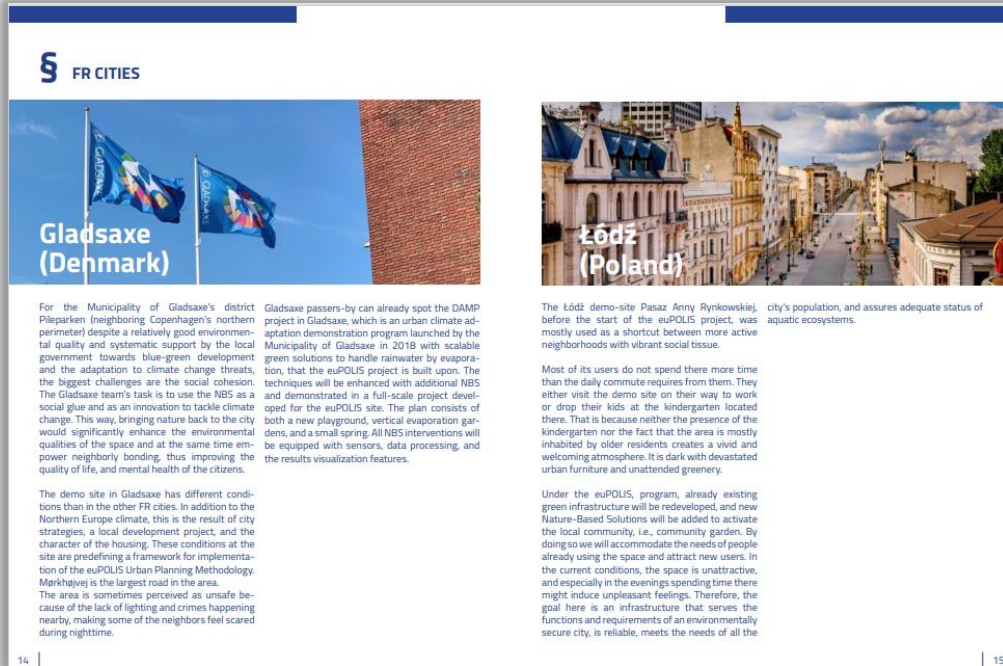 § FR CITIES
GLADSAXE
GLADSAXE
Gladsaxe
(Denmark)
For the Municipality of Gladsaxe's district
Pileparken (neighboring Copenhagen's northern
perimeter) despite a relatively good environmen-
tal quality and systematic support by the local
government towards blue-green development
and the adaptation to climate change threats,
the biggest challenges are the social cohesion.
The Gladsaxe team's task is to use the NBS as a
social glue and as an innovation to tackle climate
change. This way, bringing nature back to the city
would significantly enhance the environmental
qualities of the space and at the same time em-
power neighborly bonding, thus improving the
quality of life, and mental health of the citizens.
The demo site in Gladsaxe has different condi-
tions than in the other FR cities. In addition to the
Northern Europe climate, this is the result of city
strategies, a local development project, and the
character of the housing. These conditions at the
site are predefining a framework for implementa-
tion of the euPOLIS Urban Planning Methodology.
Mørkhøjvej is the largest road in the area.
The area is sometimes perceived as unsafe be-
cause of the lack of lighting and crimes happening
nearby, making some of the neighbors feel scared
during nighttime.
Gladsaxe passers-by can already spot the DAMP
project in Gladsaxe, which is an urban climate ad-
aptation demonstration program launched by the
Municipality of Gladsaxe in 2018 with scalable
green solutions to handle rainwater by evapora-
tion, that the euPOLIS project is built upon. The
techniques will be enhanced with additional NBS
and demonstrated in a full-scale project devel-
oped for the euPOLIS site. The plan consists of
both a new playground, vertical evaporation gar-
dens, and a small spring. All NBS interventions will
be equipped with sensors, data processing, and
the results visualization features.
14
Łódź
(Poland)
The Łódź demo-site Pasaz Anny Rynkowskiej,
before the start of the euPOLIS project, was
mostly used as a shortcut between more active
neighborhoods with vibrant social tissue.
Most of its users do not spend there more time
than the daily commute requires from them. They
either visit the demo site on their way to work
or drop their kids at the kindergarten located
there. That is because neither the presence of the
kindergarten nor the fact that the area is mostly
inhabited by older residents creates a vivid and
welcoming atmosphere. It is dark with devastated
urban furniture and unattended greenery.
Under the euPOLIS, program, already existing
green infrastructure will be redeveloped, and new
Nature-Based Solutions will be added to activate
the local community, i.e., community garden. By
doing so we will accommodate the needs of people
already using the space and attract new users. In
the current conditions, the space is unattractive,
and especially in the evenings spending time there
might induce unpleasant feelings. Therefore, the
goal here is an infrastructure that serves the
functions and requirements of an environmentally
secure city, is reliable, meets the needs of all the
city's population, and assures adequate status of
aquatic ecosystems.
15